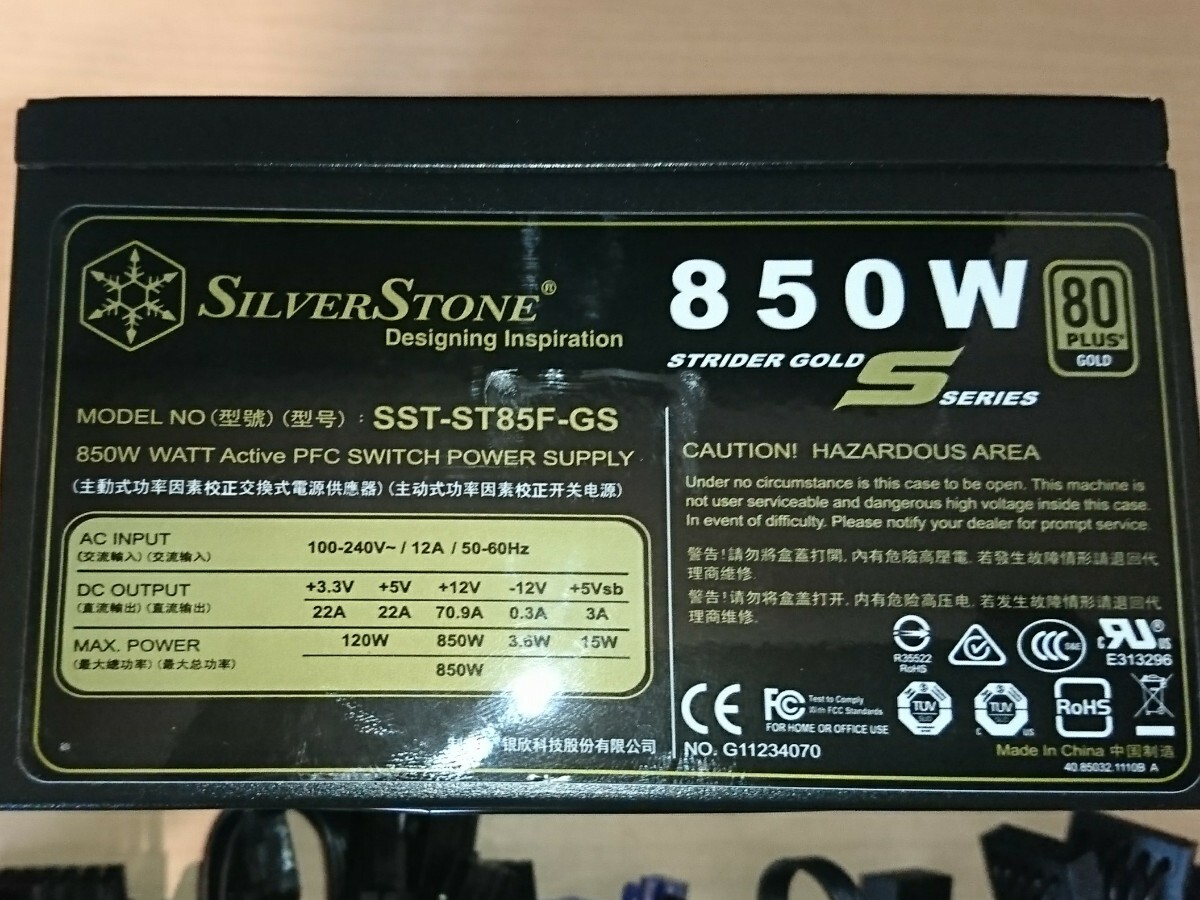 SILVERSTONE®
Designing Inspiration
850W
80
PLUS®
GOLD
STRIDER GOLD S SERIES
MODEL NO (型號) (型号) : SST-ST85F-GS
850W WATT Active PFC SWITCH POWER SUPPLY
(主動式功率因素校正交換式電源供應器) (主动式功率因素校正开关电源)
AC INPUT 100-240V~ / 12A / 50-60Hz
(交流輸入) (交流输入)
DC OUTPUT +3.3V +5V +12V -12V +5Vsb
(直流輸出) (直流输出) 22A 22A 70.9A 0.3A 3A
MAX. POWER 120W 850W 3.6W 15W
(最大總功率) (最大总功率) 850W
银欣科技股份有限公司
CAUTION! HAZARDOUS AREA
Under no circumstance is this case to be open. This machine is
not user serviceable and dangerous high voltage inside this case.
In event of difficulty. Please notify your dealer for prompt service.
警告!請勿將盒蓋打開, 內有危險高壓電. 若發生故障情形請退回代
理商維修.
警告!请勿将盒盖打开, 内有危险高压电. 若发生故障情形请退回代
理商维修.
R35522
RoHS
CCC S&E
c RU ® US
E313296
CE
FC Test to Comply
With FCC Standards
FOR HOME OR OFFICE USE
TUV
TUV
C US
RoHS
NO. G11234070
Made In China 中国制造
40.85032.1110B A